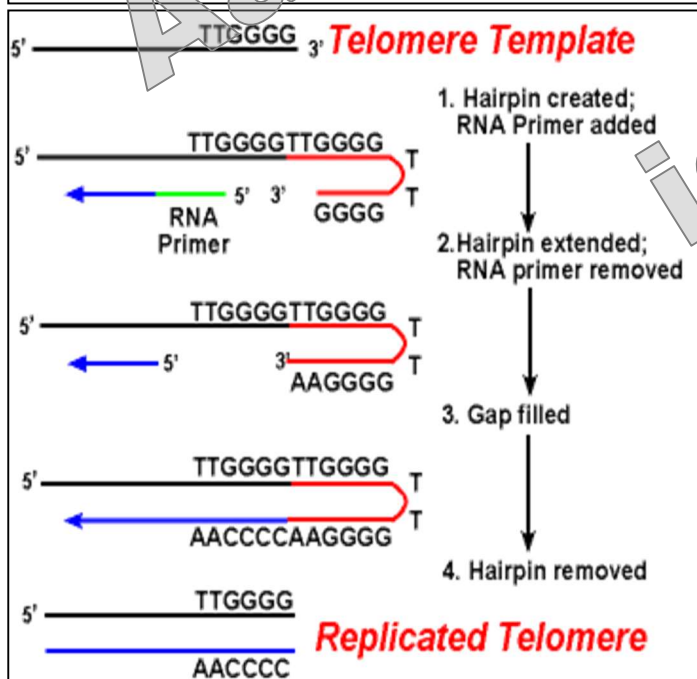 TTGGGG
5' 3' Telomere Template
1. Hairpin created;
RNA Primer added
TTGGGGTTGGGG
5' T
5' 3' T
GGGG
RNA
Primer
2.Hairpin extended;
RNA primer removed
TTGGGGTTGGGG
5' T
5' 3' T
AAGGGG
3. Gap filled
TTGGGGTTGGGG
5' T
T
AACCCCAAGGGG
4. Hairpin removed
TTGGGG
5'
Replicated Telomere
AACCCC